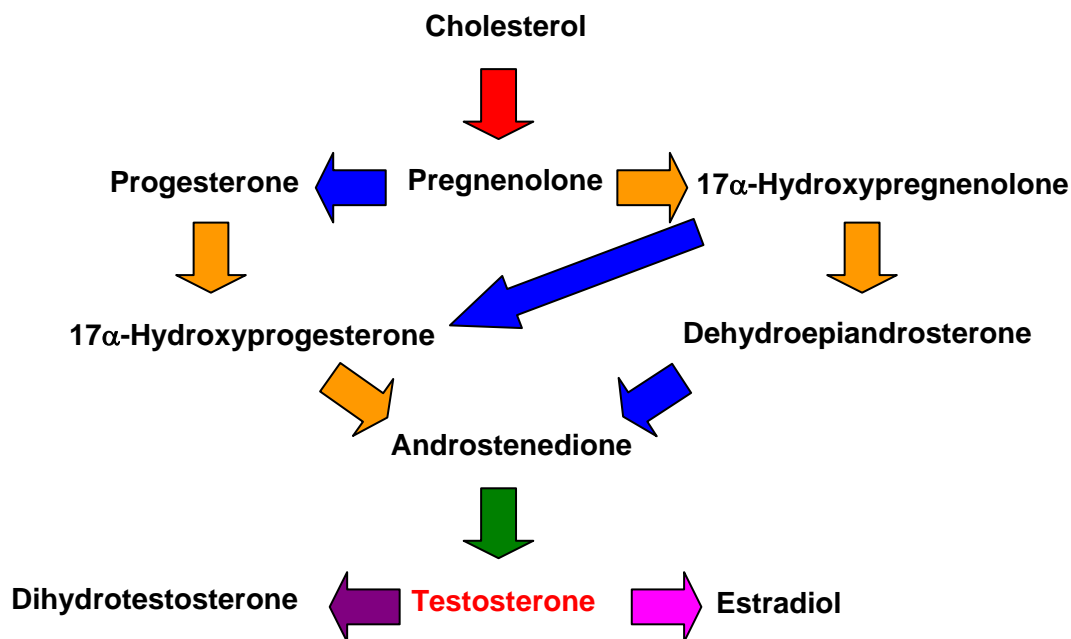 Cholesterol
Progesterone
Pregnenolone
17α-Hydroxypregnenolone
17α-Hydroxyprogesterone
Dehydroepiandrosterone
Androstenedione
Dihydrotestosterone
Testosterone
Estradiol